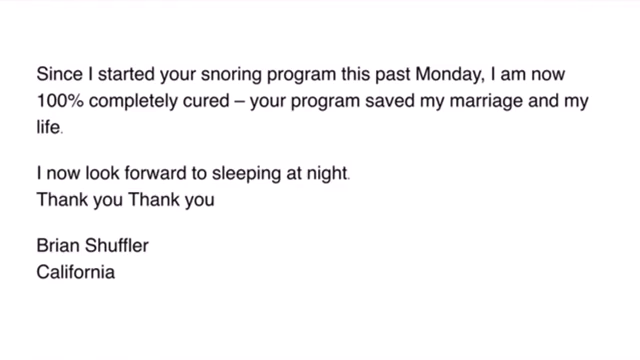 Since I started your snoring program this past Monday, I am now
100% completely cured – your program saved my marriage and my
life.
I now look forward to sleeping at night.
Thank you Thank you
Brian Shuffler
California